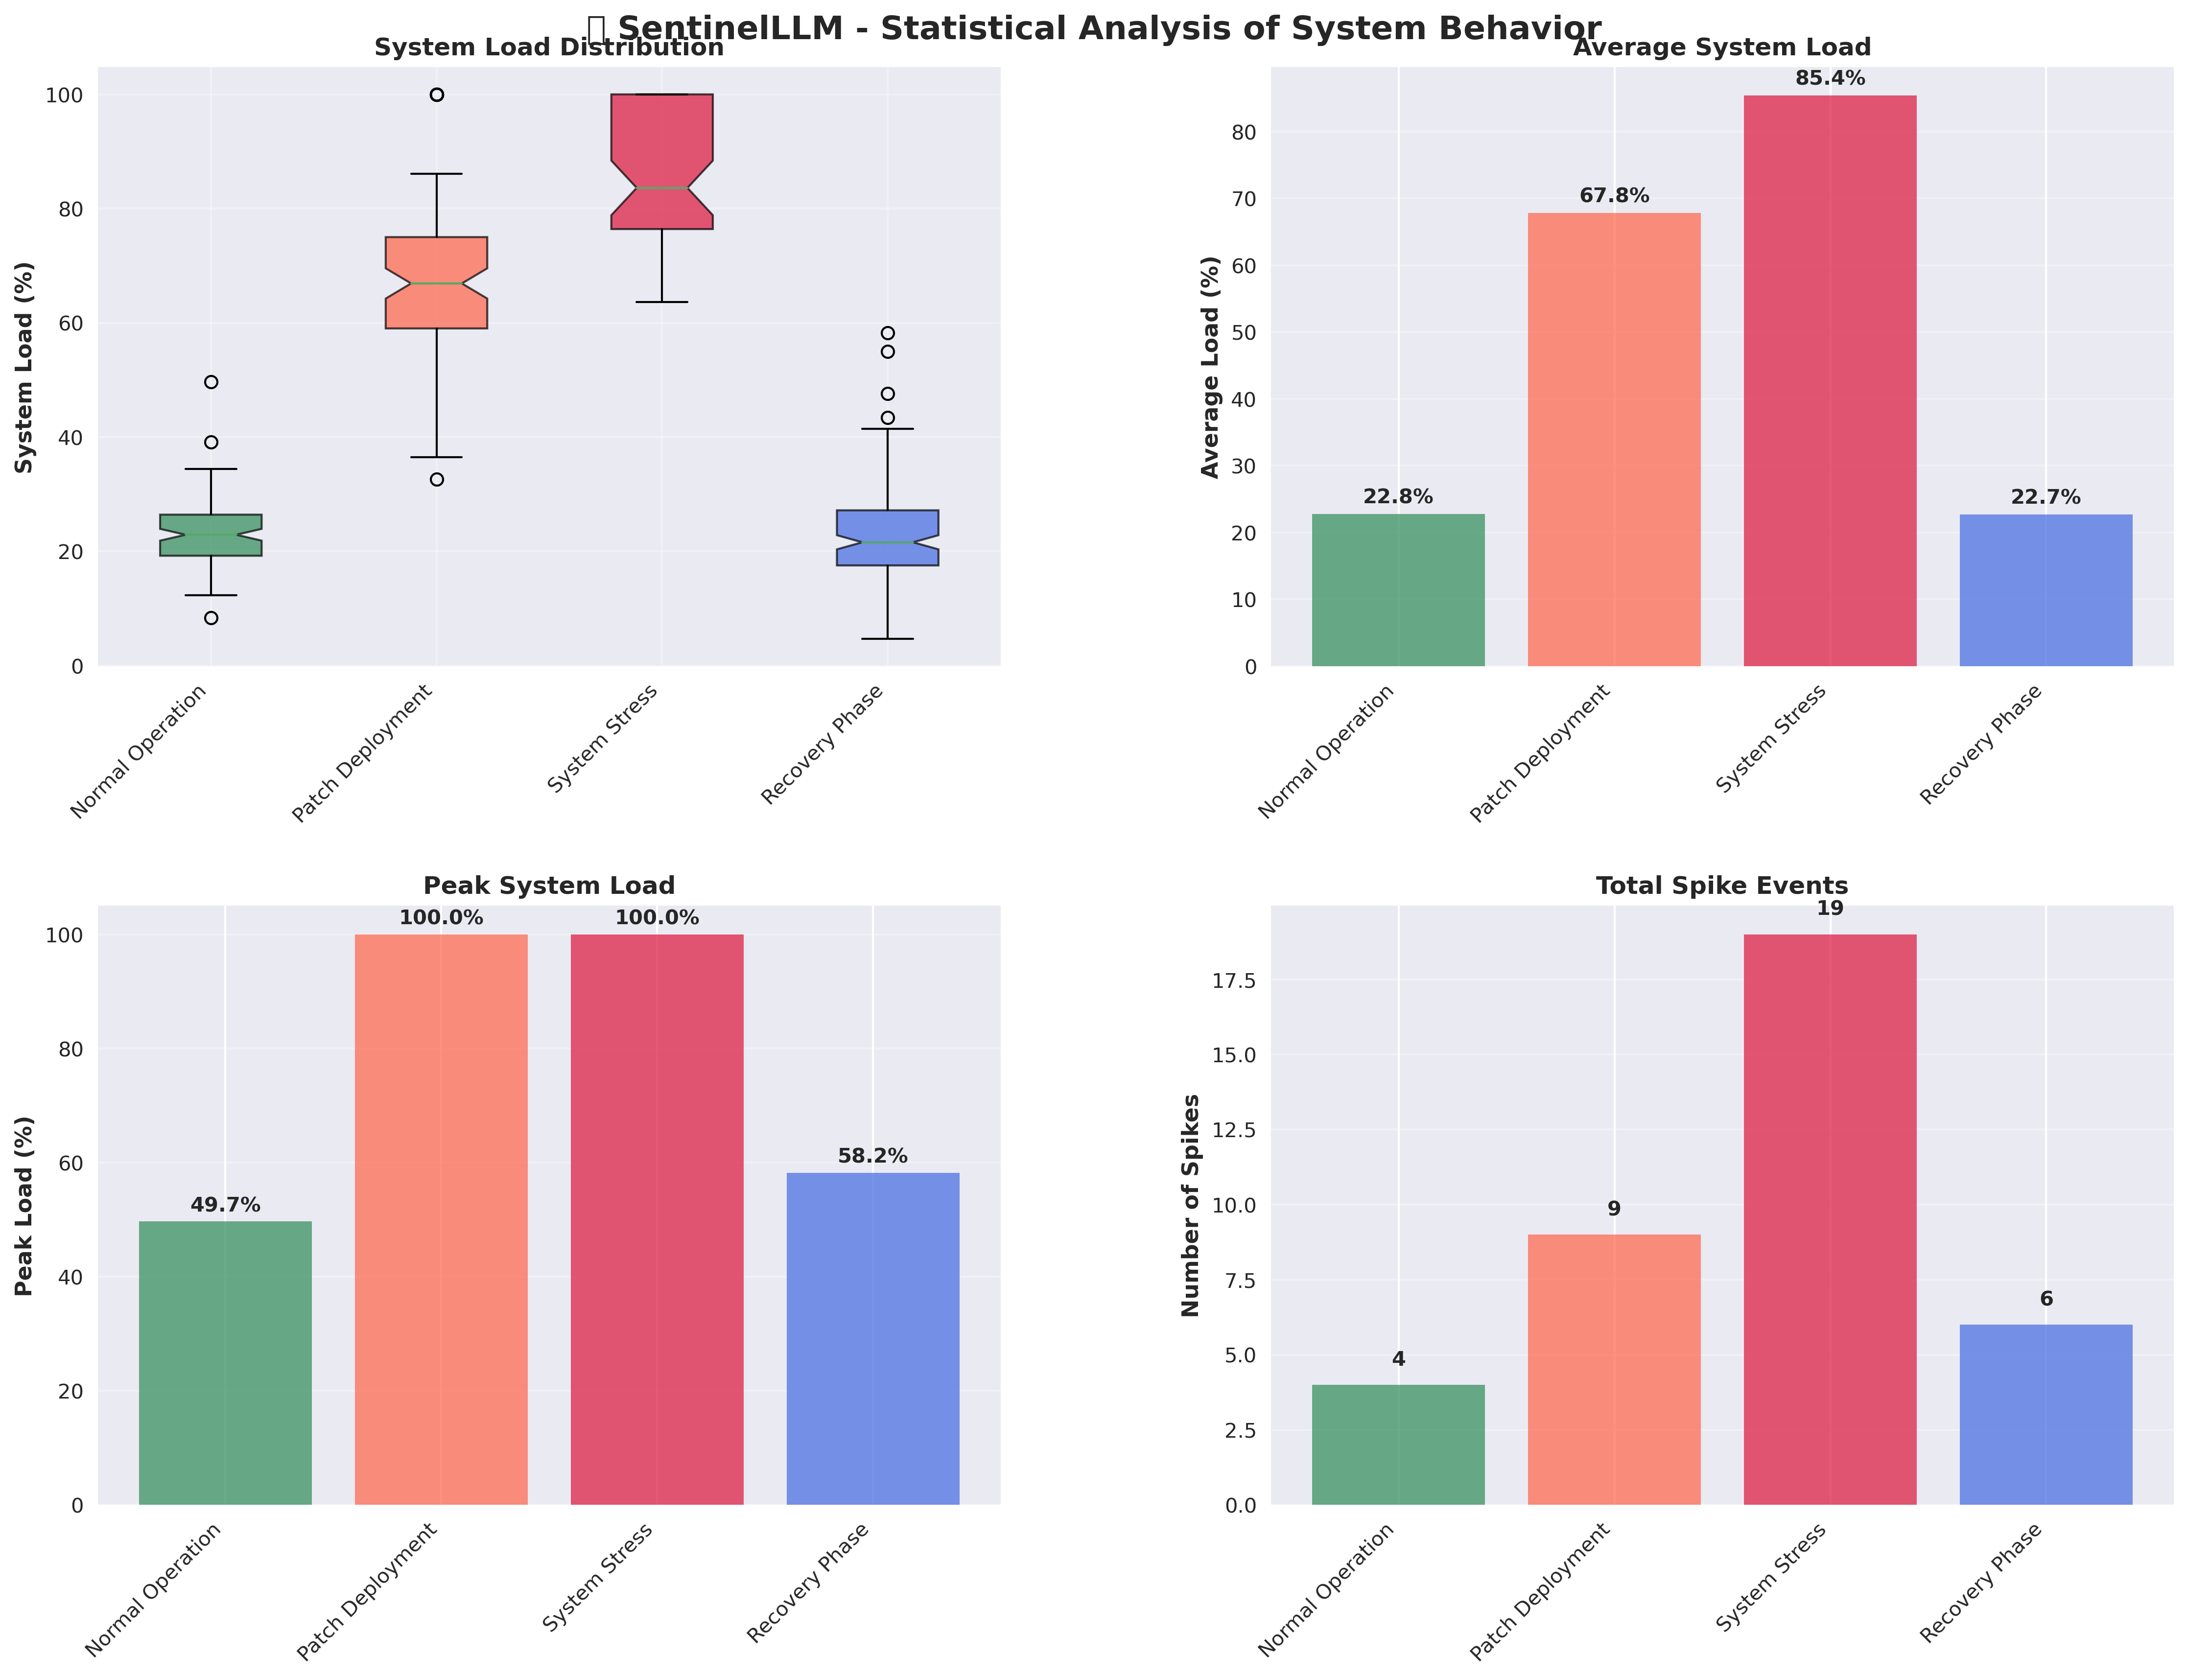 SentinelLLM - Statistical Analysis of System Behavior
System Load Distribution
System Load (%)
100
80
60
40
20
0
Normal Operation
Patch Deployment
System Stress
Recovery Phase
Average System Load
Average Load (%)
80
70
60
50
40
30
20
10
0
22.8%
67.8%
85.4%
22.7%
Normal Operation
Patch Deployment
System Stress
Recovery Phase
Peak System Load
Peak Load (%)
100
80
60
40
20
0
49.7%
100.0%
100.0%
58.2%
Normal Operation
Patch Deployment
System Stress
Recovery Phase
Total Spike Events
Number of Spikes
17.5
15.0
12.5
10.0
7.5
5.0
2.5
0.0
4
9
19
6
Normal Operation
Patch Deployment
System Stress
Recovery Phase